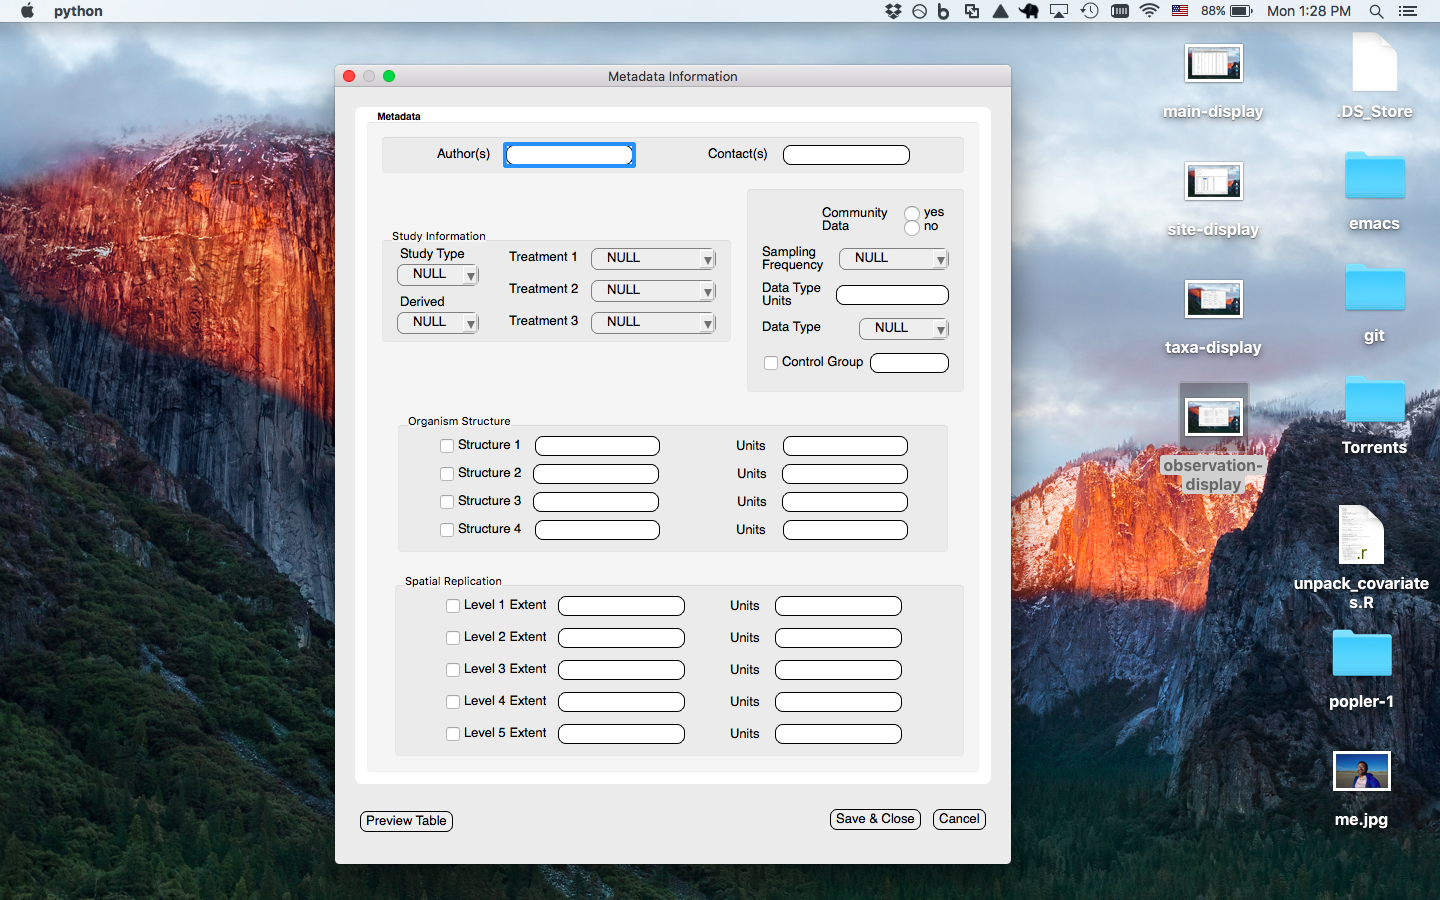 python
88%
Mon 1:28 PM
Metadata Information
Metadata
Author(s)
Contact(s)
Community
Data
yes
no
Study Information
Study Type
NULL
Derived
NULL
Treatment 1
NULL
Treatment 2
NULL
Treatment 3
NULL
Sampling
Frequency
NULL
Data Type
Units
Data Type
NULL
Control Group
Organism Structure
Structure 1
Units
Structure 2
Units
Structure 3
Units
Structure 4
Units
Spatial Replication
Level 1 Extent
Units
Level 2 Extent
Units
Level 3 Extent
Units
Level 4 Extent
Units
Level 5 Extent
Units
Preview Table
Save & Close
Cancel
main-display
.DS_Store
site-display
emacs
taxa-display
git
observation-
display
Torrents
.r
unpack_covariate
s.R
popler-1
me.jpg